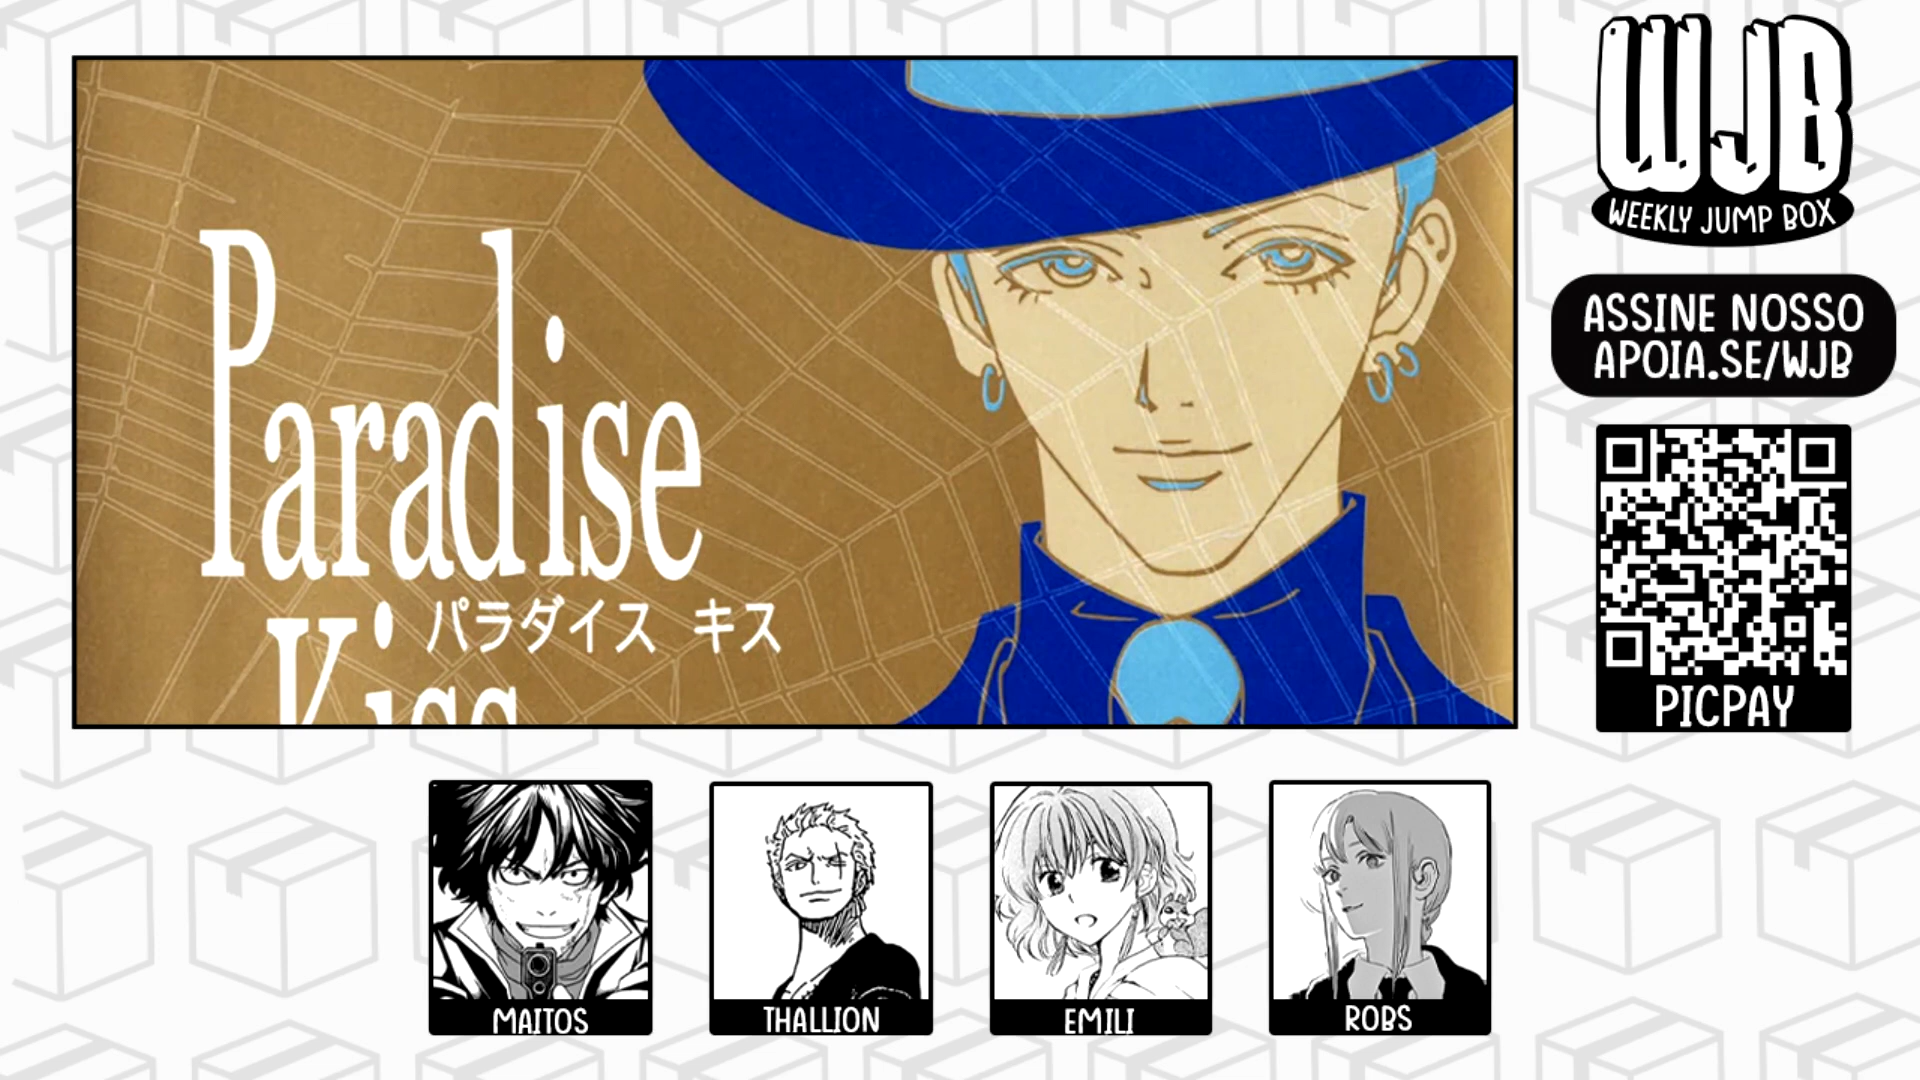 Paradise
パラダイス キス
Kiss
WJB
WEEKLY JUMP BOX
ASSINE NOSSO
APOIA.SE/WJB
PICPAY
MAITOS
THALLION
EMILI
ROBS